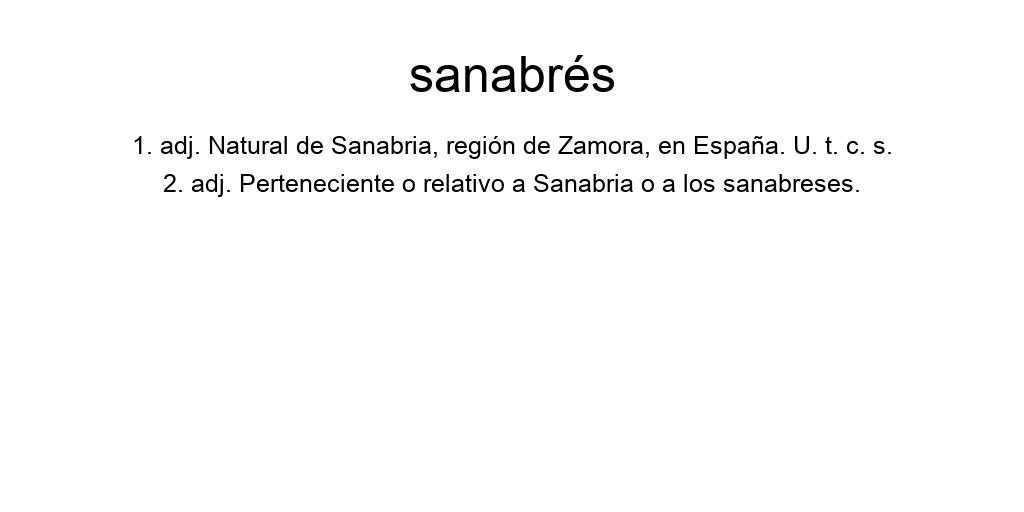 sanabrés
1. adj. Natural de Sanabria, región de Zamora, en España. U. t. c. s.
2. adj. Perteneciente o relativo a Sanabria o a los sanabreses.